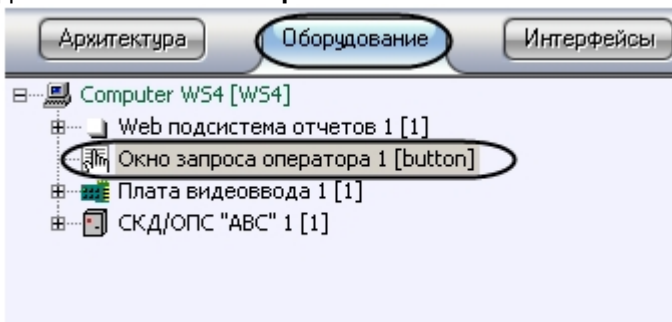 Архитектура Оборудование Интерфейсы
Computer WS4 [WS4]
Web подсистема отчетов 1 [1]
Окно запроса оператора 1 [button]
Плата видеоввода 1 [1]
СКД/ОПС "АВС" 1 [1]